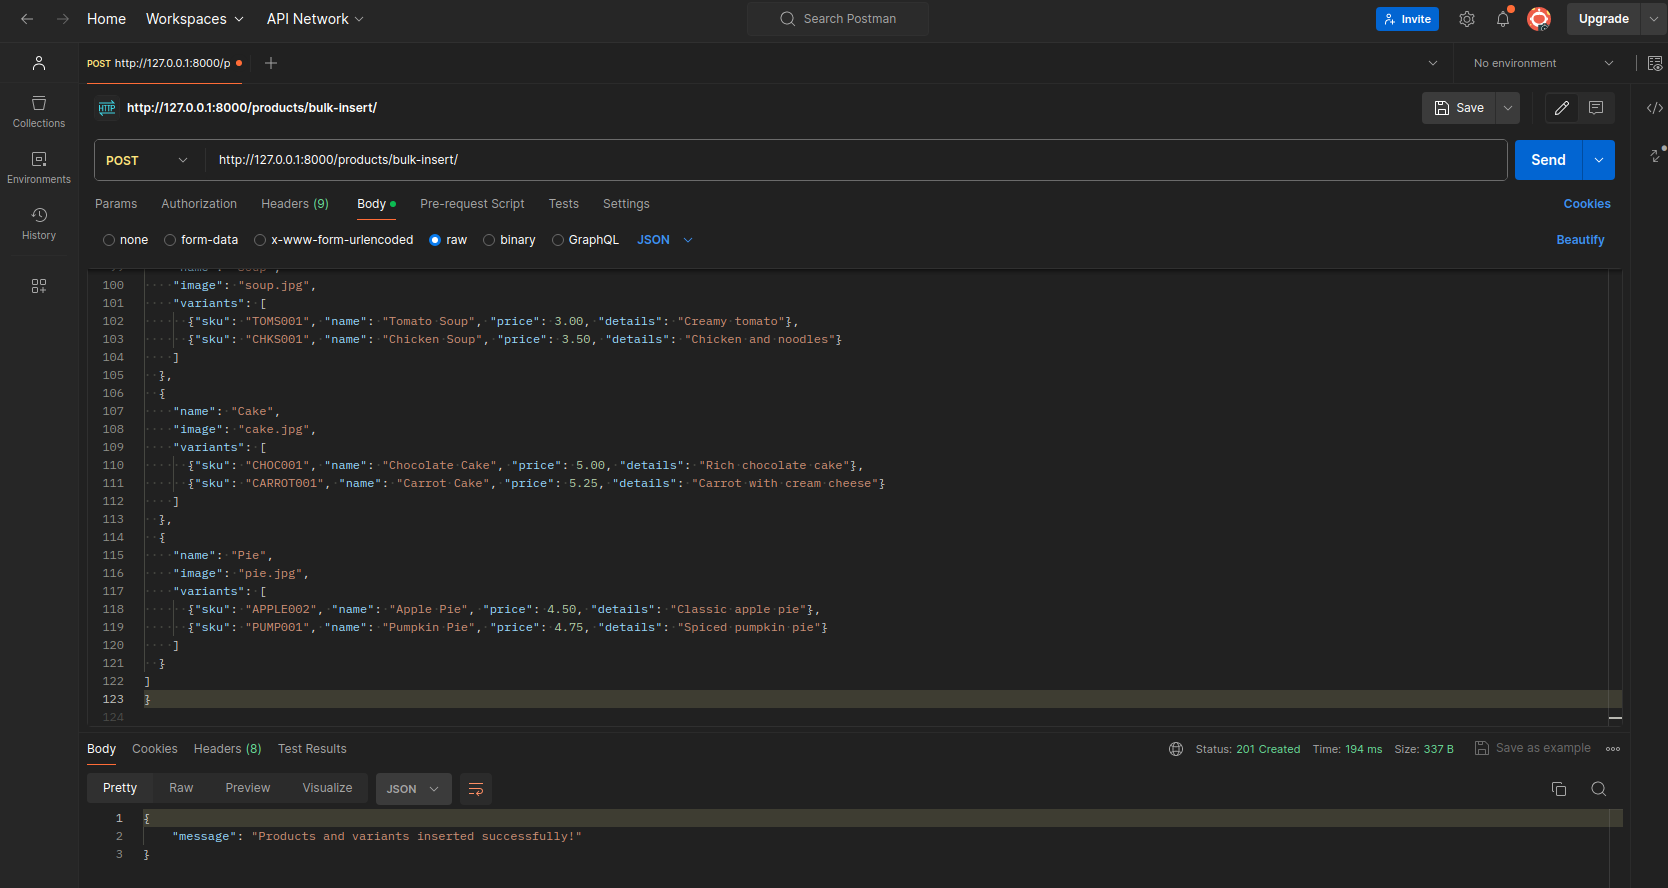 Home Workspaces API Network Search Postman Invite Upgrade
POST http://127.0.0.1:8000/p No environment
HTTP http://127.0.0.1:8000/products/bulk-insert/ Save
POST http://127.0.0.1:8000/products/bulk-insert/ Send
Collections
Environments
History
Params Authorization Headers (9) Body Pre-request Script Tests Settings Cookies
none form-data x-www-form-urlencoded raw binary GraphQL JSON Beautify
100 "image": "soup.jpg",
101 "variants": [
102 {"sku": "TOMS001", "name": "Tomato Soup", "price": 3.00, "details": "Creamy tomato"},
103 {"sku": "CHKS001", "name": "Chicken Soup", "price": 3.50, "details": "Chicken and noodles"}
104 ]
105 },
106 {
107 "name": "Cake",
108 "image": "cake.jpg",
109 "variants": [
110 {"sku": "CHOC001", "name": "Chocolate Cake", "price": 5.00, "details": "Rich chocolate cake"},
111 {"sku": "CARROT001", "name": "Carrot Cake", "price": 5.25, "details": "Carrot with cream cheese"}
112 ]
113 },
114 {
115 "name": "Pie",
116 "image": "pie.jpg",
117 "variants": [
118 {"sku": "APPLE002", "name": "Apple Pie", "price": 4.50, "details": "Classic apple pie"},
119 {"sku": "PUMP001", "name": "Pumpkin Pie", "price": 4.75, "details": "Spiced pumpkin pie"}
120 ]
121 }
122 ]
123 }
124
Body Cookies Headers (8) Test Results Status: 201 Created Time: 194 ms Size: 337 B Save as example
Pretty Raw Preview Visualize JSON
1 {
2 "message": "Products and variants inserted successfully!"
3 }